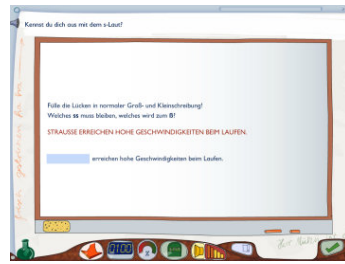 Kennst du dich aus mit dem s-Laut?
Fülle die Lücken in normaler Groß- und Kleinschreibung!
Welches ss muss bleiben, welches wird zum ß?
STRAUSSE ERREICHEN HOHE GESCHWINDIGKEITEN BEIM LAUFEN.
erreichen hohe Geschwindigkeiten beim Laufen.
0100